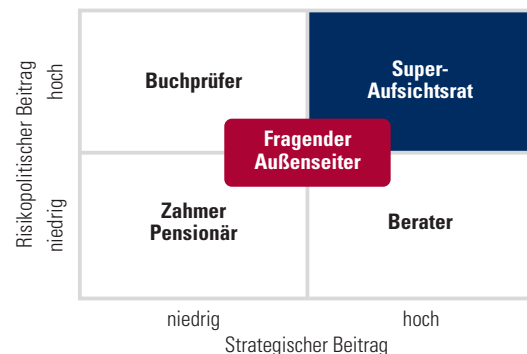 Risikopolitischer Beitrag
hoch
niedrig
Buchprüfer
Super-
Aufsichtsrat
Fragender
Außenseiter
Zahmer
Pensionär
Berater
niedrig
hoch
Strategischer Beitrag